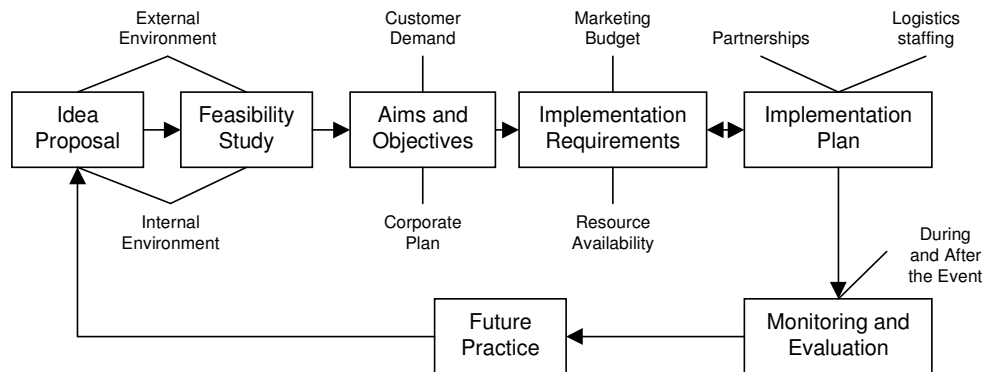 External
Environment
Customer
Demand
Marketing
Budget
Partnerships
Logistics
staffing
Idea
Proposal
Feasibility
Study
Aims and
Objectives
Implementation
Requirements
Implementation
Plan
Internal
Environment
Corporate
Plan
Resource
Availability
During
and After
the Event
Future
Practice
Monitoring and
Evaluation